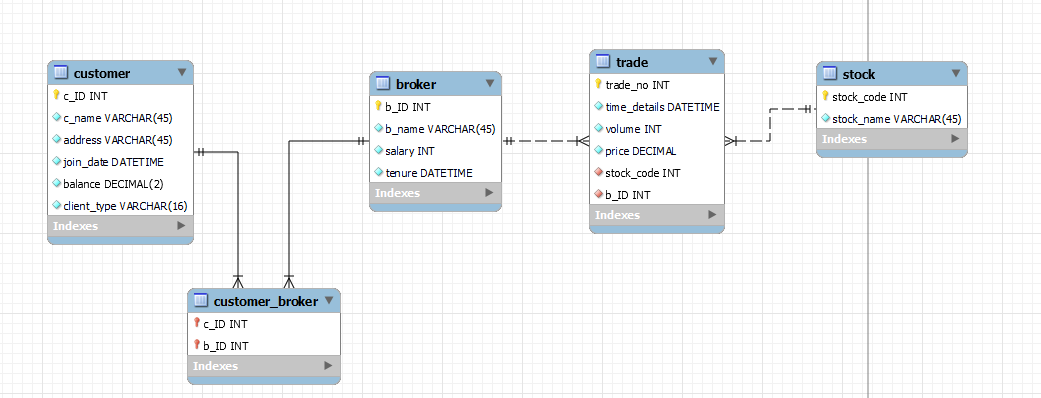 customer
c_ID INT
c_name VARCHAR(45)
address VARCHAR(45)
join_date DATETIME
balance DECIMAL(2)
client_type VARCHAR(16)
Indexes
broker
b_ID INT
b_name VARCHAR(45)
salary INT
tenure DATETIME
Indexes
trade
trade_no INT
time_details DATETIME
volume INT
price DECIMAL
stock_code INT
b_ID INT
Indexes
stock
stock_code INT
stock_name VARCHAR(45)
Indexes
customer_broker
c_ID INT
b_ID INT
Indexes